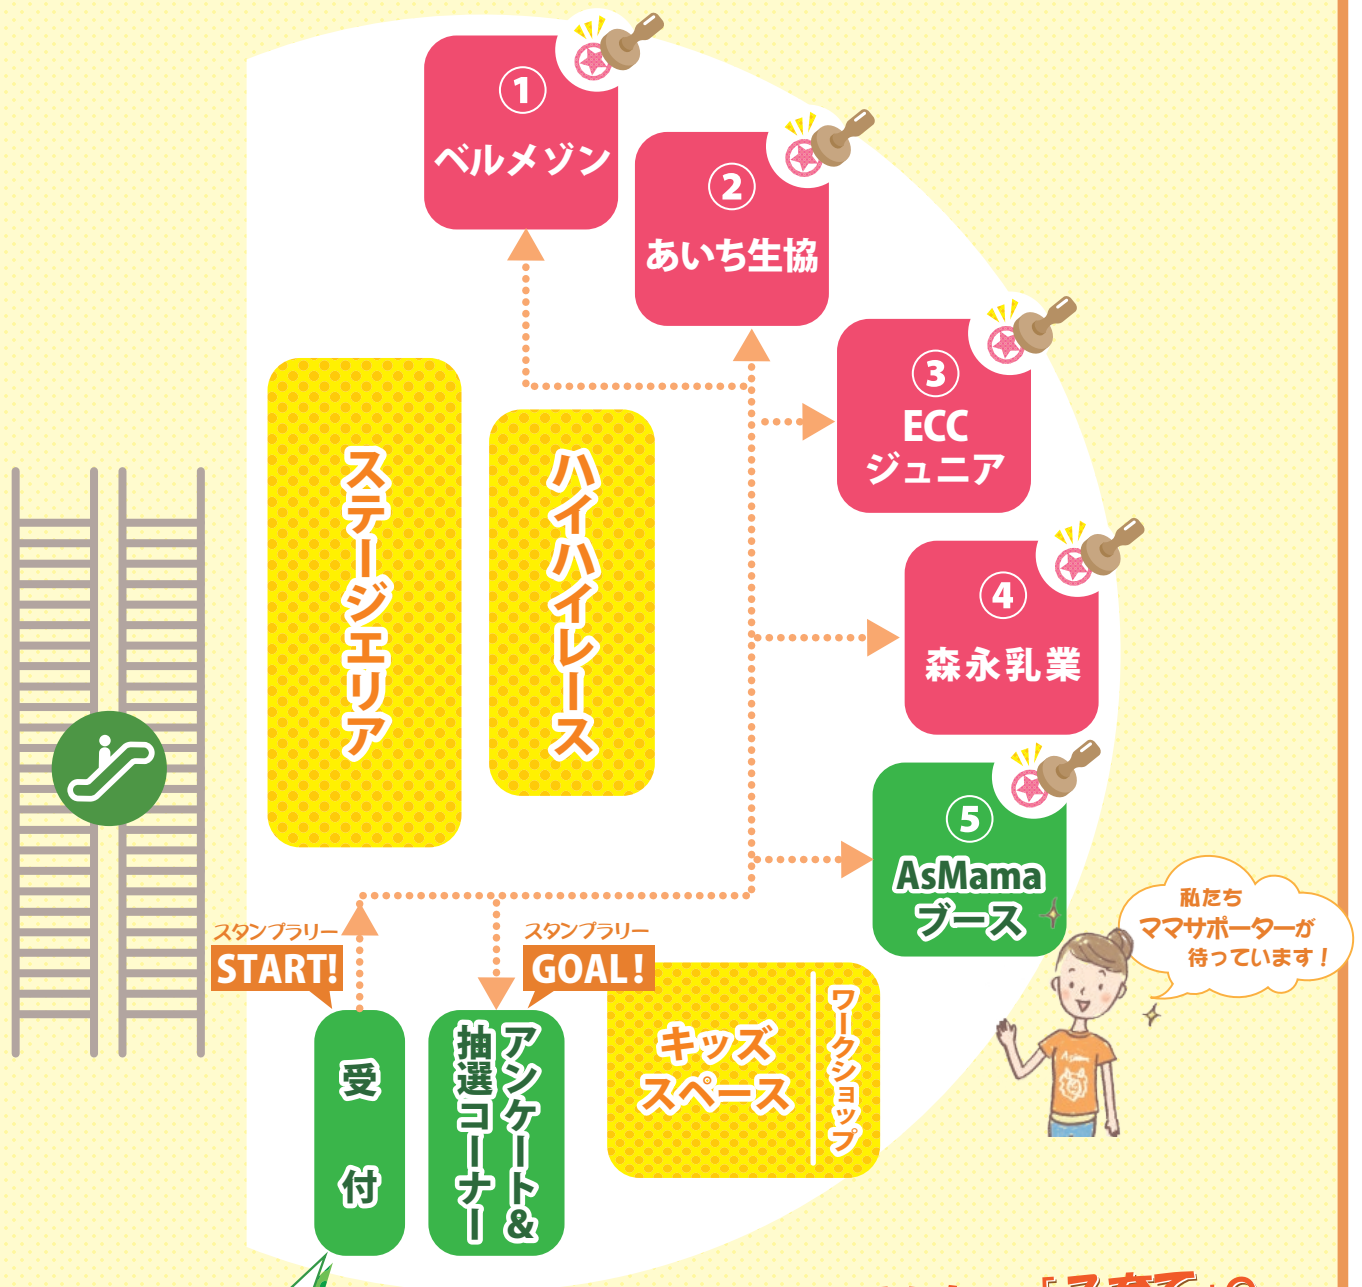 ①
ベルメゾン
②
あいち生協
③
ECC
ジュニア
④
森永乳業
⑤
AsMama
ブース
ステージエリア
ハイハイレース
私たち
ママサポーターが
待っています！
スタンプラリー
START!
スタンプラリー
GOAL!
受付
アンケート&
抽選コーナー
キッズ
スペース
ワークショップ
「子育て」の